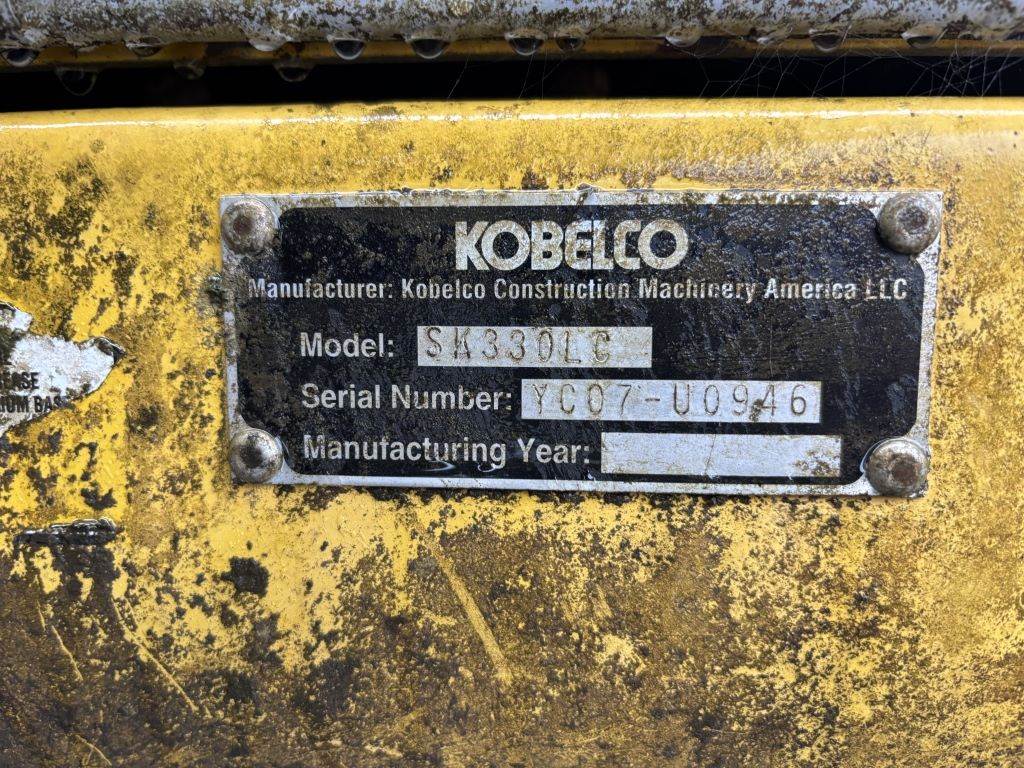 KOBELCO
Manufacturer: Kobelco Construction Machinery America LLC
Model: SK330LC
Serial Number: YC07-U0946
Manufacturing Year: